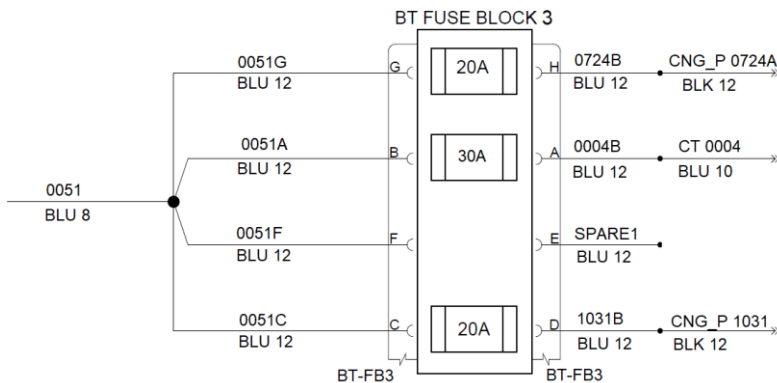 BT FUSE BLOCK 3
0051G
BLU 12
G
20A
H
0724B
BLU 12
CNG_P 0724A
BLK 12
0051A
BLU 12
B
30A
A
0004B
BLU 12
CT 0004
BLU 10
0051
BLU 8
0051F
BLU 12
F
E
SPARE1
BLU 12
0051C
BLU 12
C
20A
D
1031B
BLU 12
CNG_P 1031
BLK 12
BT-FB3
BT-FB3